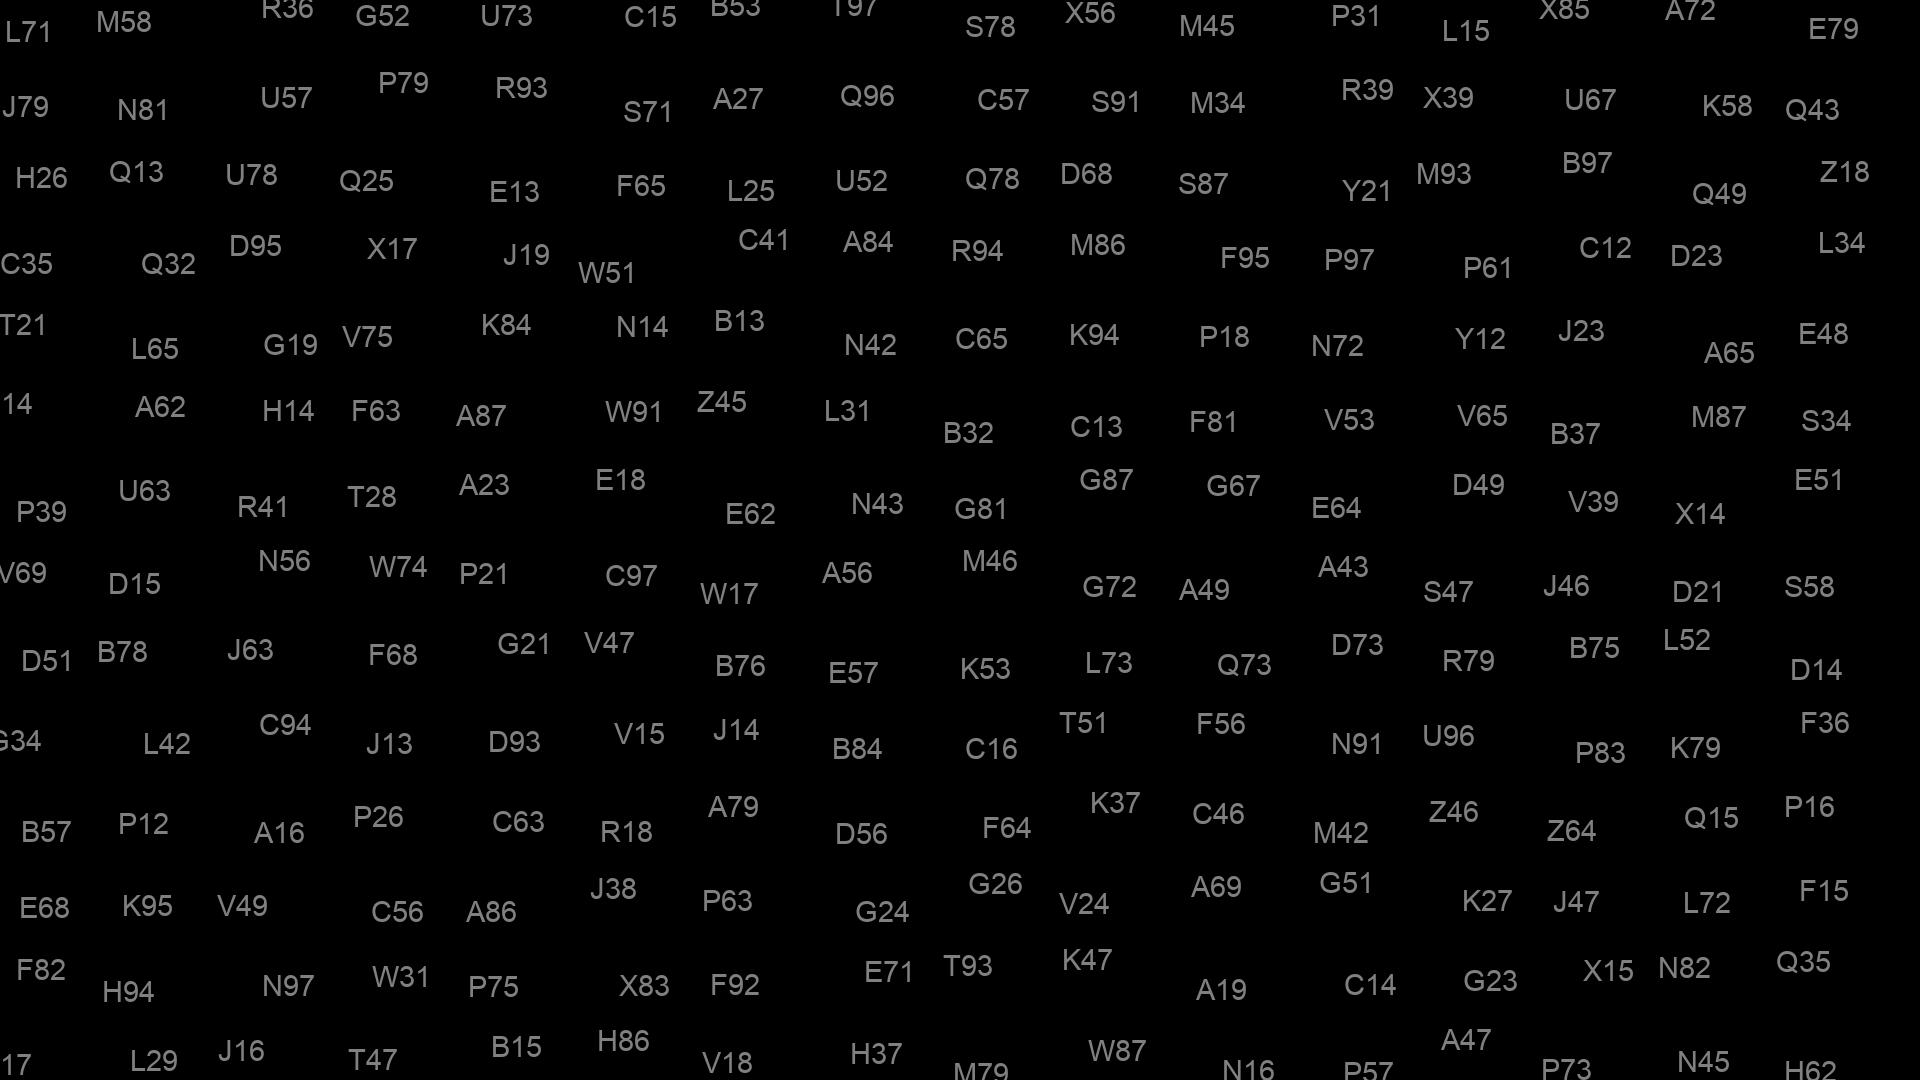 L71 M58 R36 G52 U73 C15 B53 T97 S78 X56 M45 P31 L15 X85 A72 E79
J79 N81 U57 P79 R93 S71 A27 Q96 C57 S91 M34 R39 X39 U67 K58 Q43
H26 Q13 U78 Q25 E13 F65 L25 U52 Q78 D68 S87 Y21 M93 B97 Q49 Z18
C35 Q32 D95 X17 J19 W51 C41 A84 R94 M86 F95 P97 P61 C12 D23 L34
T21 L65 G19 V75 K84 N14 B13 N42 C65 K94 P18 N72 Y12 J23 A65 E48
14 A62 H14 F63 A87 W91 Z45 L31 B32 C13 F81 V53 V65 B37 M87 S34
P39 U63 R41 T28 A23 E18 E62 N43 G81 G87 G67 E64 D49 V39 X14 E51
V69 D15 N56 W74 P21 C97 W17 A56 M46 G72 A49 A43 S47 J46 D21 S58
D51 B78 J63 F68 G21 V47 B76 E57 K53 L73 Q73 D73 R79 B75 L52 D14
G34 L42 C94 J13 D93 V15 J14 B84 C16 T51 F56 N91 U96 P83 K79 F36
B57 P12 A16 P26 C63 R18 A79 D56 F64 K37 C46 M42 Z46 Z64 Q15 P16
E68 K95 V49 C56 A86 J38 P63 G24 G26 V24 A69 G51 K27 J47 L72 F15
F82 H94 N97 W31 P75 X83 F92 E71 T93 K47 A19 C14 G23 X15 N82 Q35
17 L29 J16 T47 B15 H86 V18 H37 M79 W87 N16 P57 A47 P73 N45 H62